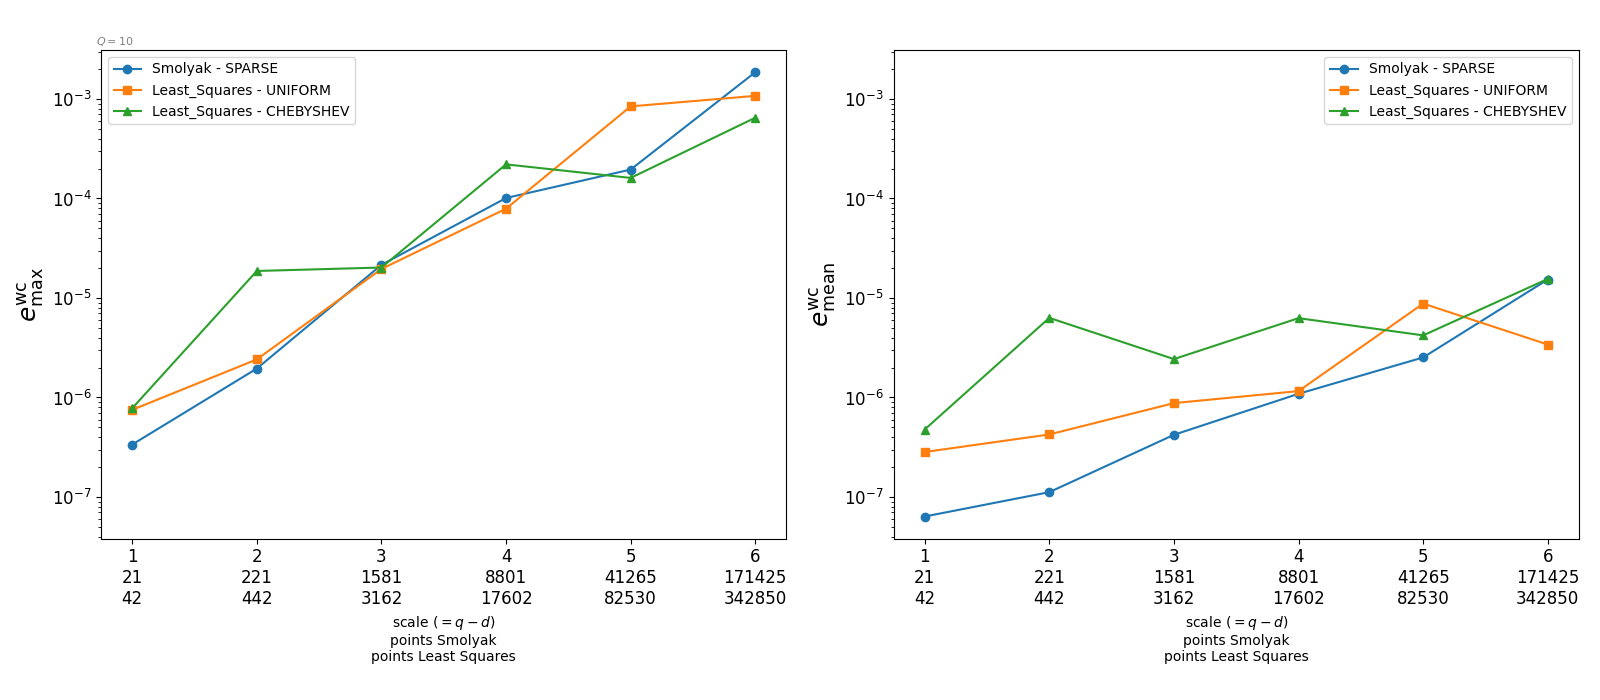 Q = 10
Smolyak - SPARSE
Least_Squares - UNIFORM
Least_Squares - CHEBYSHEV
10^{-3}
10^{-4}
10^{-5}
10^{-6}
10^{-7}
e^{wc}_{max}
1 2 3 4 5 6
21 221 1581 8801 41265 171425
42 442 3162 17602 82530 342850
scale (= q − d)
points Smolyak
points Least Squares
Smolyak - SPARSE
Least_Squares - UNIFORM
Least_Squares - CHEBYSHEV
10^{-3}
10^{-4}
10^{-5}
10^{-6}
10^{-7}
e^{wc}_{mean}
1 2 3 4 5 6
21 221 1581 8801 41265 171425
42 442 3162 17602 82530 342850
scale (= q − d)
points Smolyak
points Least Squares